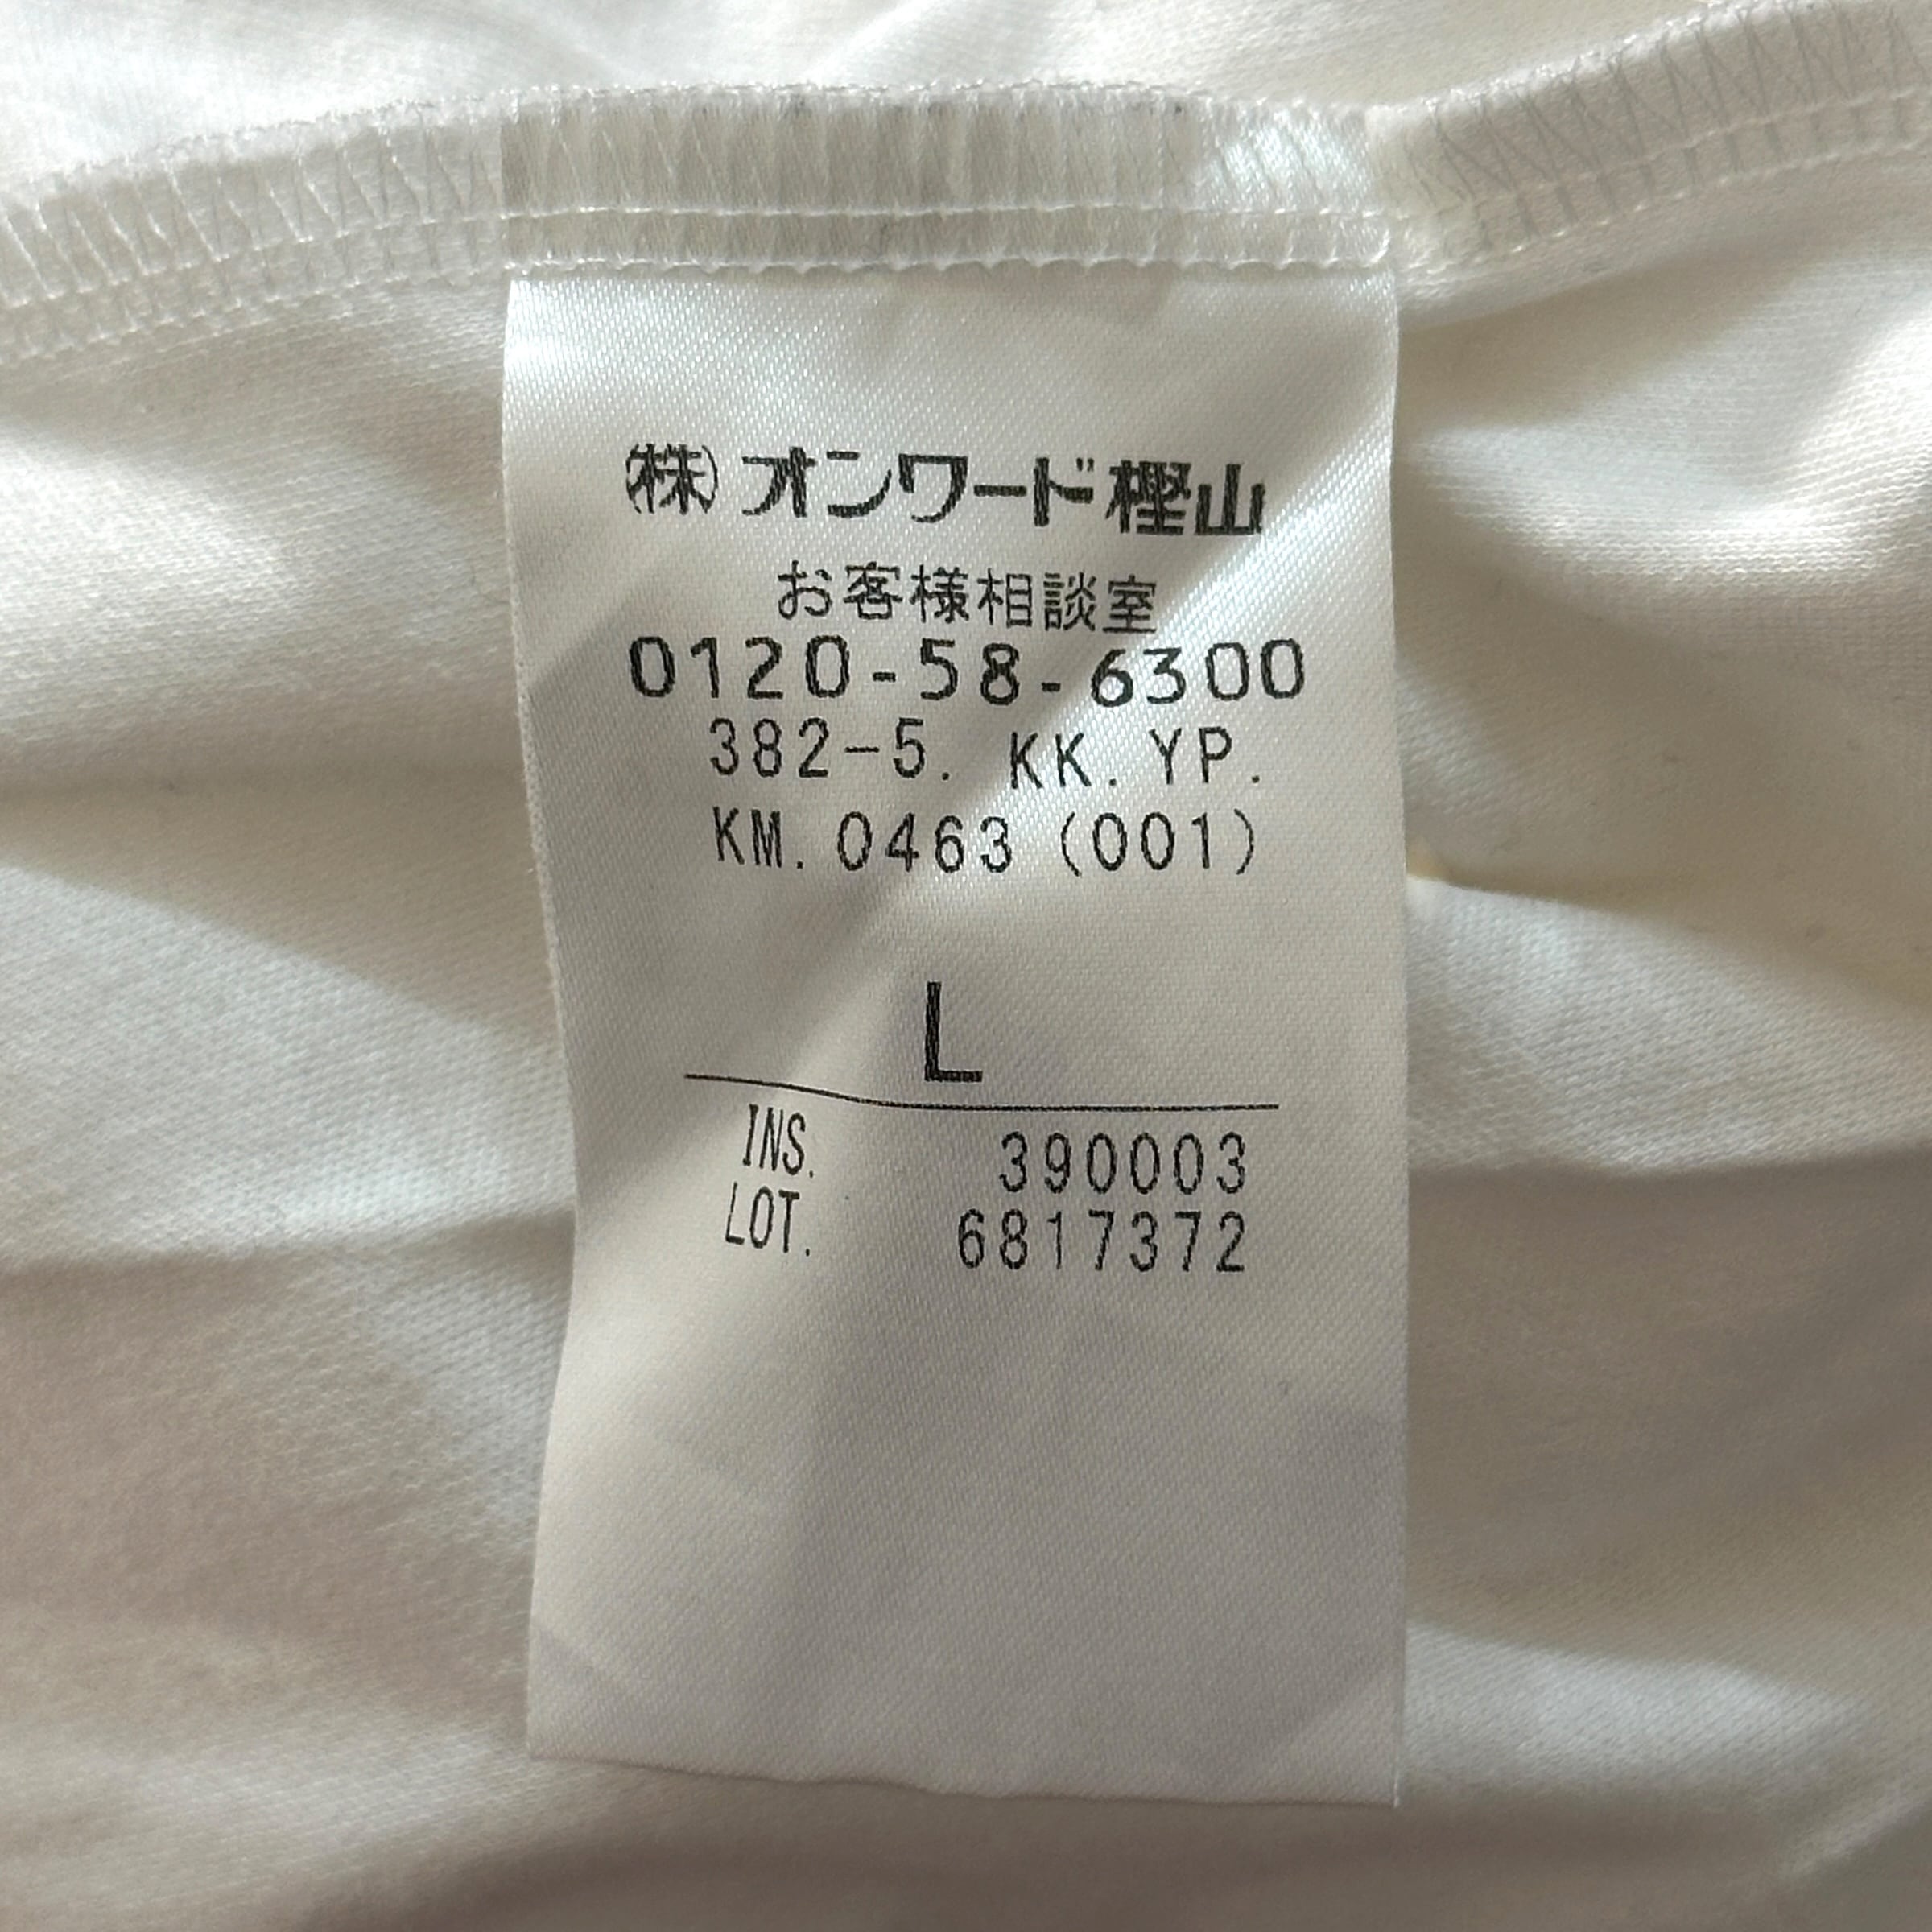 ㈱オンワード樫山
お客様相談室
0120-58-6300
382-5. KK. YP.
KM. 0463 (001)
L
INS. 390003
LOT. 6817372